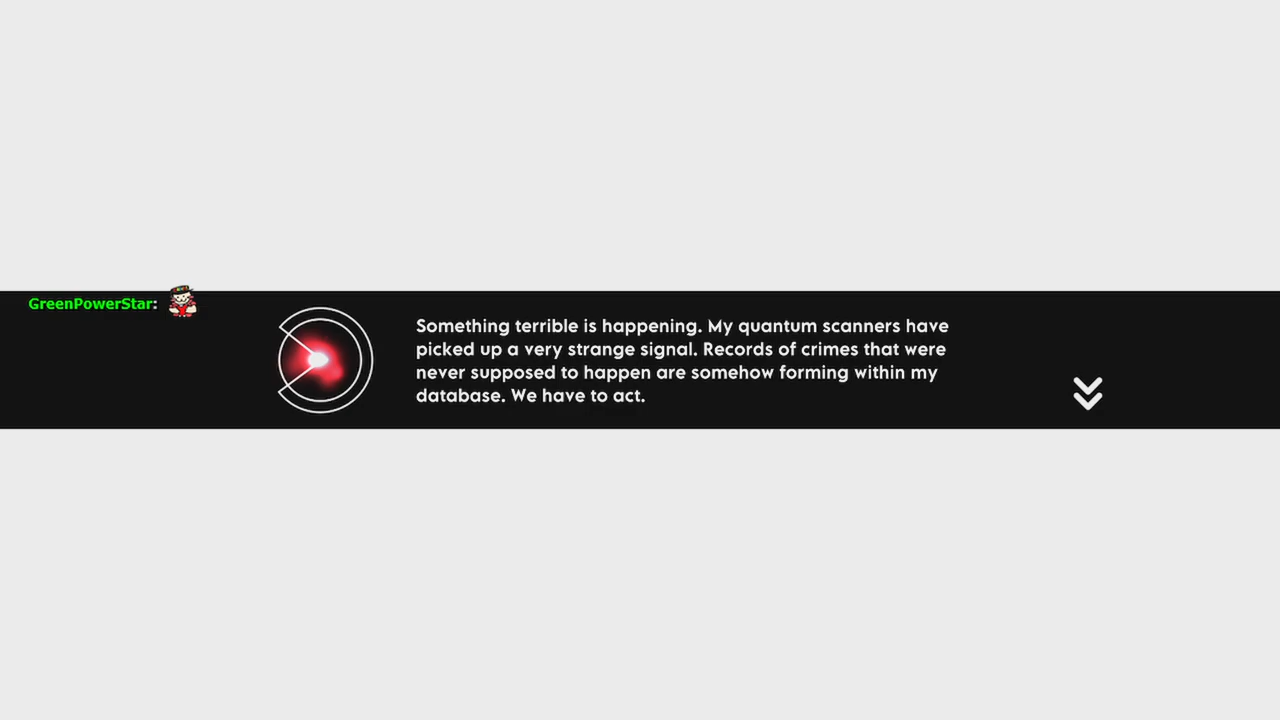 GreenPowerStar:
Something terrible is happening. My quantum scanners have
picked up a very strange signal. Records of crimes that were
never supposed to happen are somehow forming within my
database. We have to act.